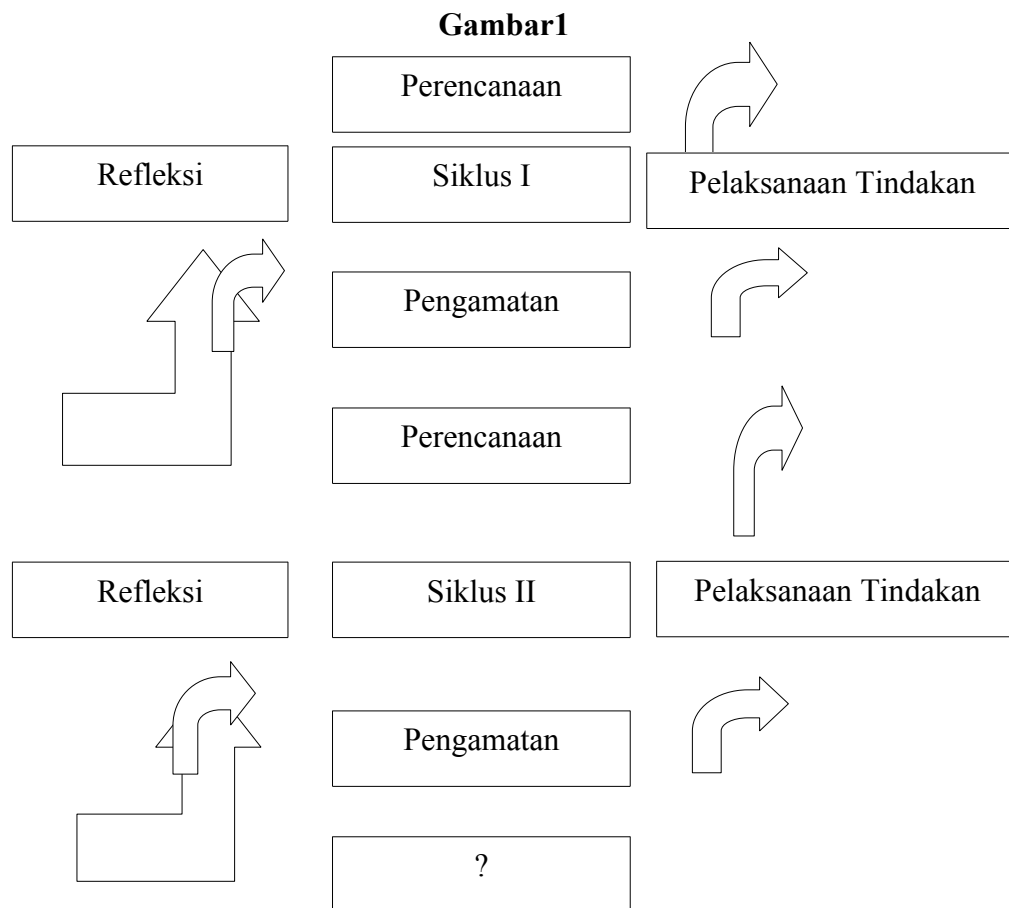 Gambar1
Perencanaan
Refleksi
Siklus I
Pelaksanaan Tindakan
Pengamatan
Perencanaan
Refleksi
Siklus II
Pelaksanaan Tindakan
Pengamatan
?